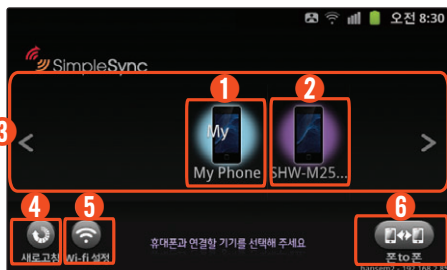 오전 8:30
SimpleSync
1
2
3
My
My Phone
SHW-M25...
4
5
6
새로고침
Wi-fi 설정
휴대폰과 연결할 기기를 선택해 주세요
폰to폰